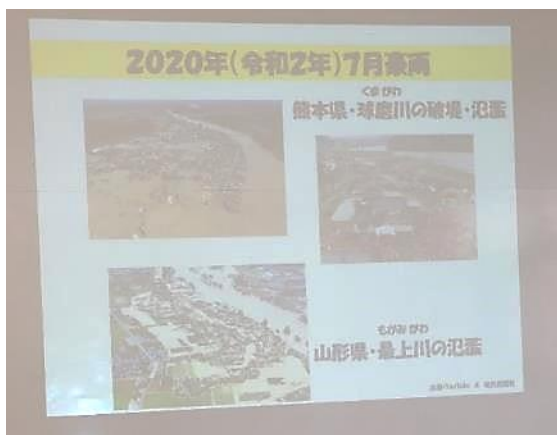 2020年(令和2年)7月豪雨
くまがわ
熊本県・球磨川の破堤・氾濫
もがみがわ
山形県・最上川の氾濫